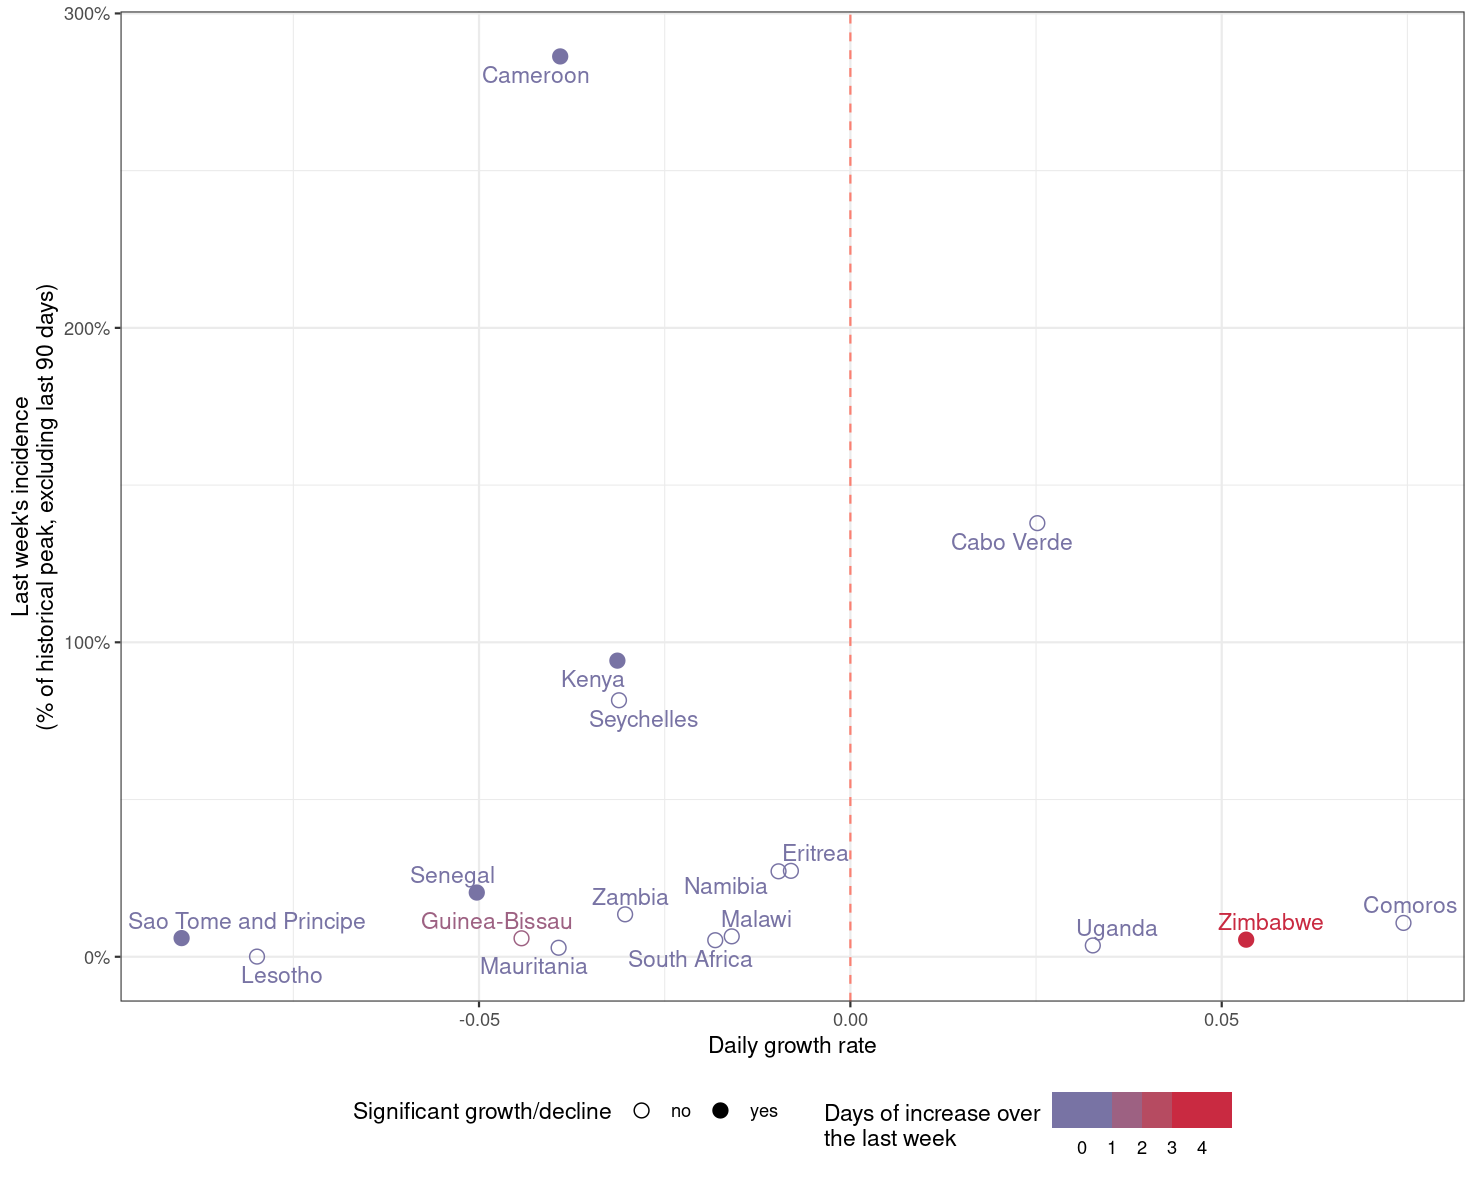 300%
Cameroon
200%
Last week's incidence
(% of historical peak, excluding last 90 days)
Cabo Verde
100%
Kenya
Seychelles
Eritrea
Senegal
Namibia
Zambia
Comoros
Sao Tome and Principe
Guinea-Bissau
Malawi
Zimbabwe
Uganda
0%
South Africa
Mauritania
Lesotho
-0.05
0.00
0.05
Daily growth rate
Significant growth/decline
no
yes
Days of increase over
the last week
0 1 2 3 4